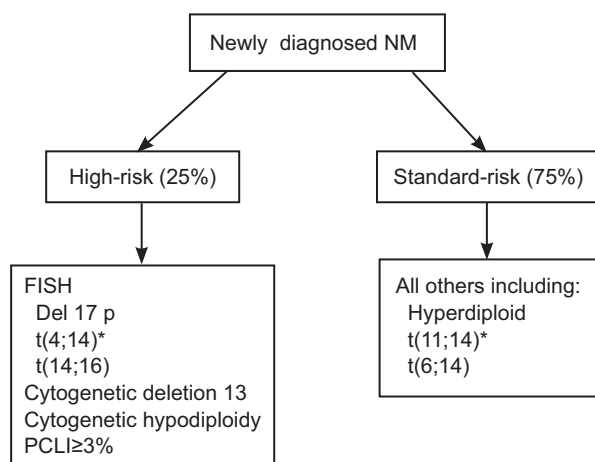 Newly diagnosed NM
High-risk (25%)
Standard-risk (75%)
FISH
Del 17 p
t(4;14)*
t(14;16)
Cytogenetic deletion 13
Cytogenetic hypodiploidy
PCLI≥3%
All others including:
Hyperdiploid
t(11;14)*
t(6;14)